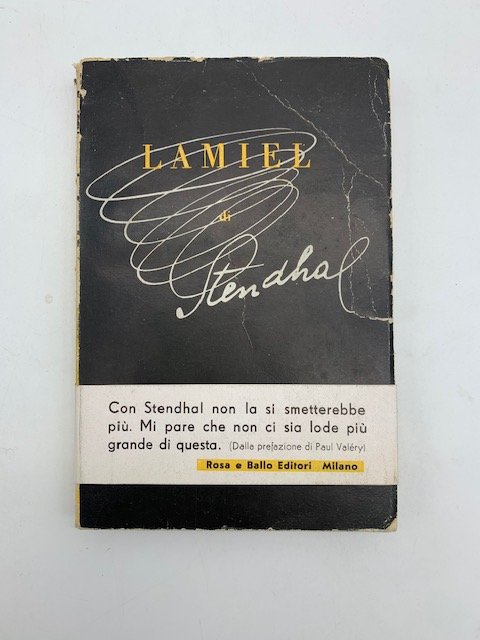 LAMIEL
di
Stendhal
Con Stendhal non la si smetterebbe
più. Mi pare che non ci sia lode più
grande di questa. (Dalla prefazione di Paul Valéry)
Rosa e Ballo Editori Milano